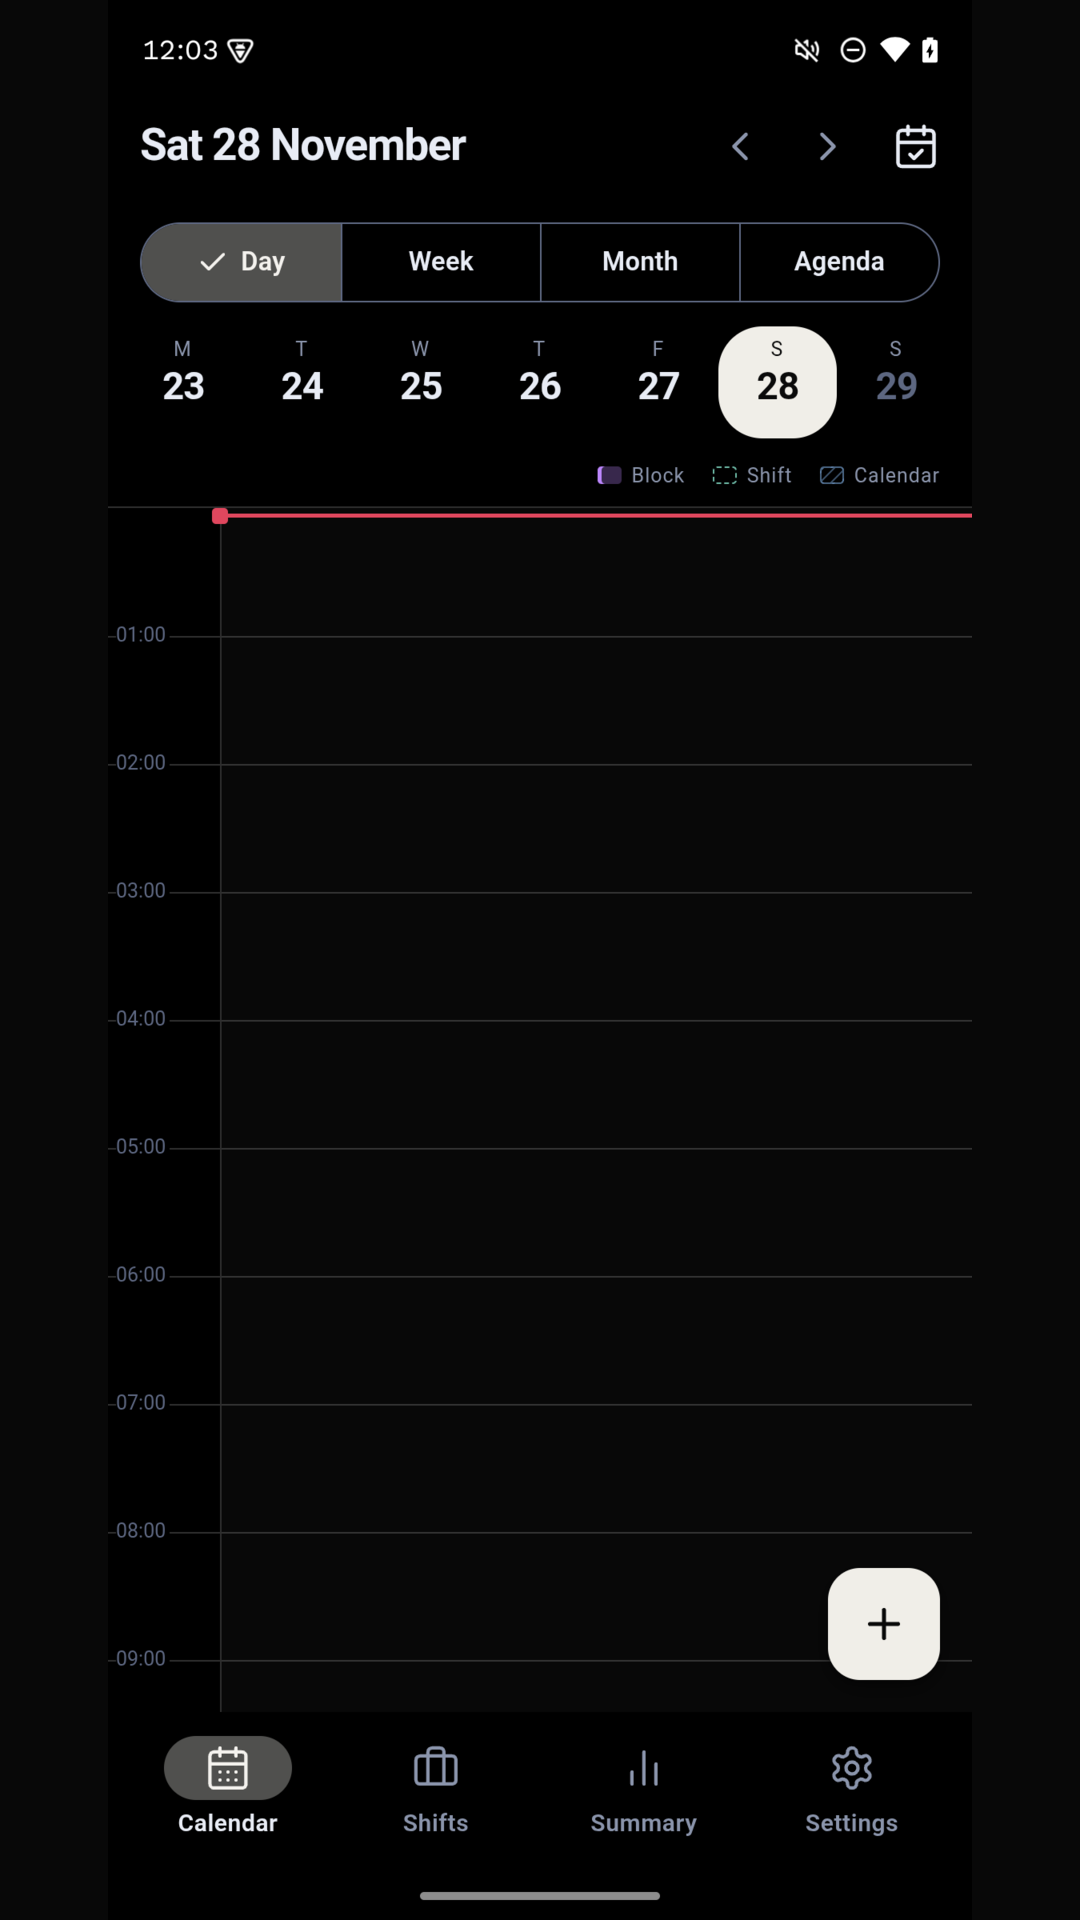 12:03
Sat 28 November
Day Week Month Agenda
M T W T F S S
23 24 25 26 27 28 29
Block Shift Calendar
01:00
02:00
03:00
04:00
05:00
06:00
07:00
08:00
09:00
Calendar Shifts Summary Settings